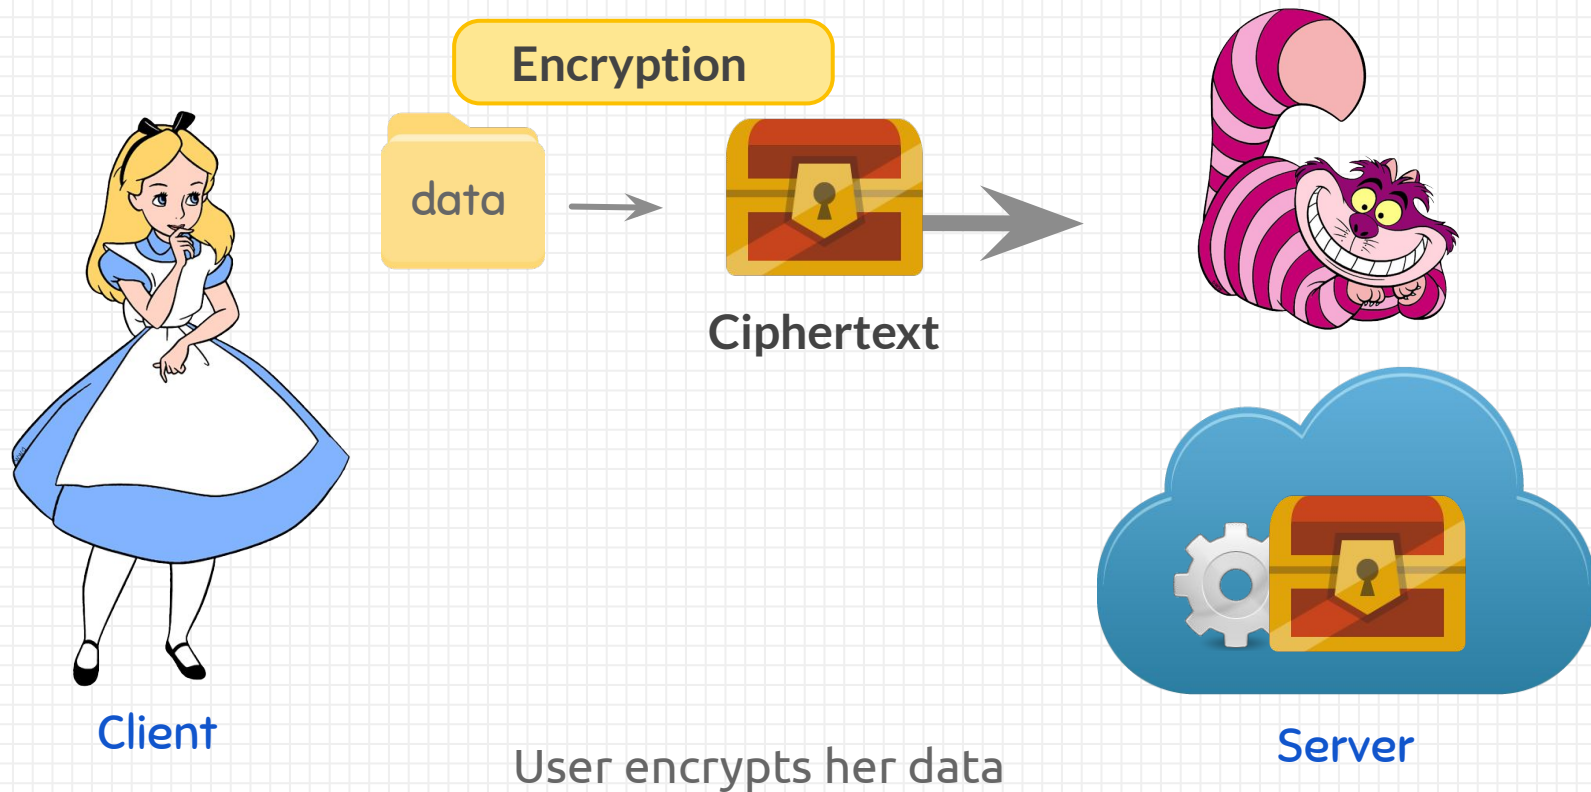 Encryption
data
Ciphertext
Client
Server
User encrypts her data